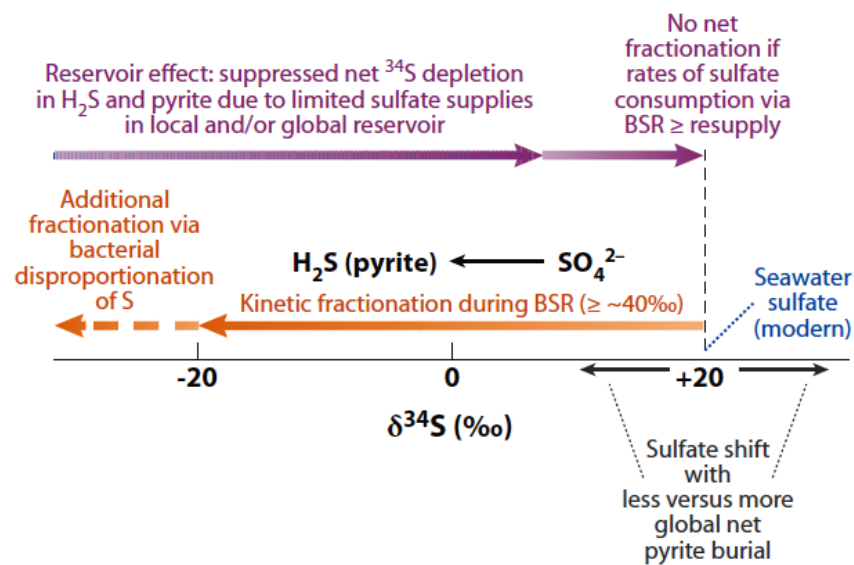 Reservoir effect: suppressed net ³⁴S depletion
in H₂S and pyrite due to limited sulfate supplies
in local and/or global reservoir
No net
fractionation if
rates of sulfate
consumption via
BSR ≥ resupply
Additional
fractionation via
bacterial
disproportionation
of S
H₂S (pyrite)
SO₄²⁻
Kinetic fractionation during BSR (≥ ~40‰)
Seawater
sulfate
(modern)
-20
0
+20
δ³⁴S (‰)
Sulfate shift
with
less versus more
global net
pyrite burial